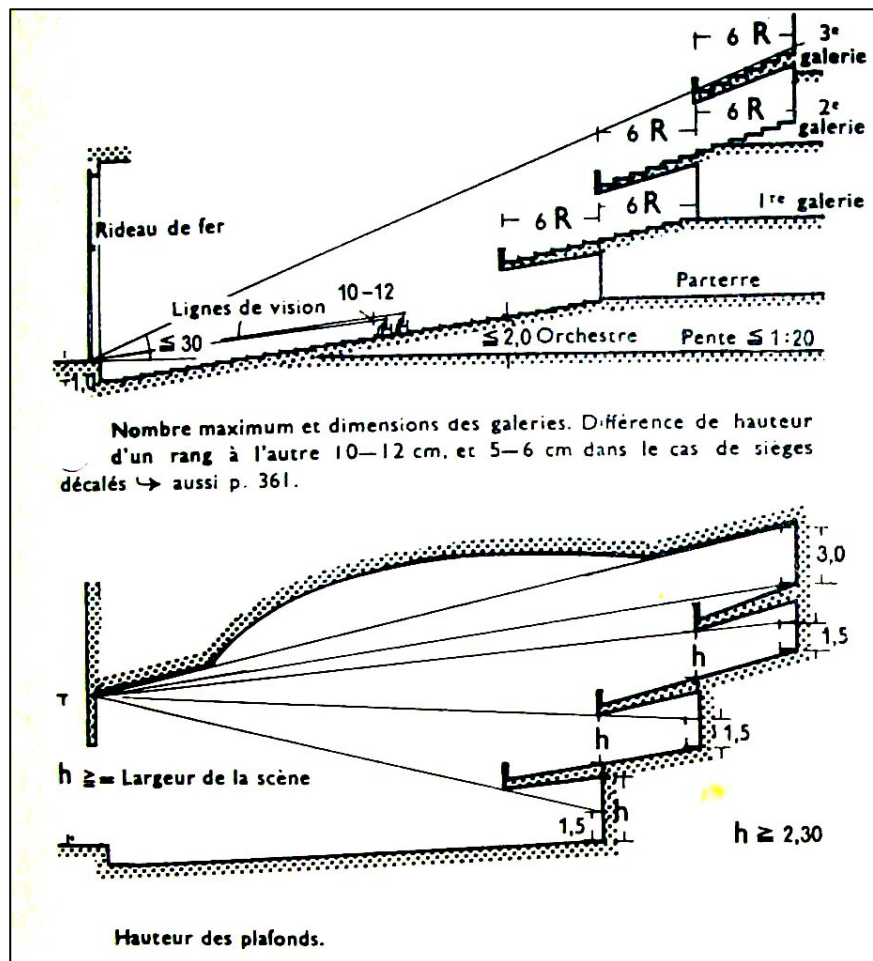 6 R
3e
galerie
6 R
6 R
2e
galerie
6 R
6 R
1re galerie
Rideau de fer
10-12
Parterre
Lignes de vision
≦ 30
≦ 2,0 Orchestre Pente ≦ 1:20
1,0
Nombre maximum et dimensions des galeries. Différence de hauteur
d'un rang à l'autre 10—12 cm, et 5—6 cm dans le cas de sièges
décalés ↪ aussi p. 361.
3,0
1,5
h
h
1,5
h ≧ = Largeur de la scène
h
1,5
h ≧ 2,30
Hauteur des plafonds.